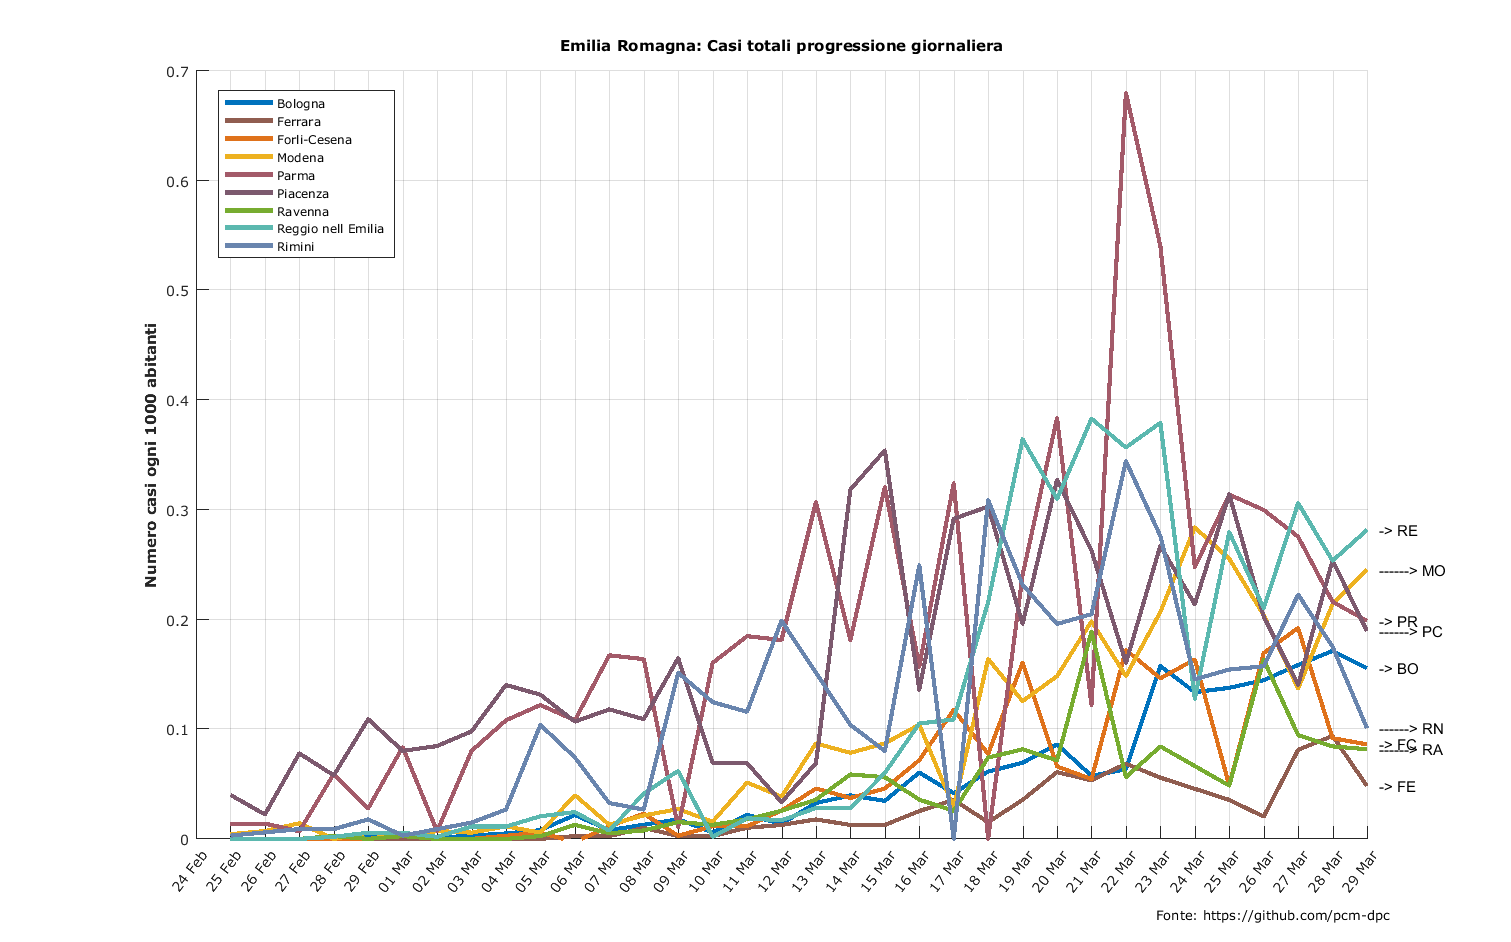 Emilia Romagna: Casi totali progressione giornaliera
Numero casi ogni 1000 abitanti
0.7
0.6
0.5
0.4
0.3
0.2
0.1
0
Bologna
Ferrara
Forli-Cesena
Modena
Parma
Piacenza
Ravenna
Reggio nell Emilia
Rimini
-> RE
------> MO
-> PR
------> PC
-> BO
------> RN
-> FC
------> RA
-> FE
24 Feb
25 Feb
26 Feb
27 Feb
28 Feb
29 Feb
01 Mar
02 Mar
03 Mar
04 Mar
05 Mar
06 Mar
07 Mar
08 Mar
09 Mar
10 Mar
11 Mar
12 Mar
13 Mar
14 Mar
15 Mar
16 Mar
17 Mar
18 Mar
19 Mar
20 Mar
21 Mar
22 Mar
23 Mar
24 Mar
25 Mar
26 Mar
27 Mar
28 Mar
29 Mar
Fonte: https://github.com/pcm-dpc